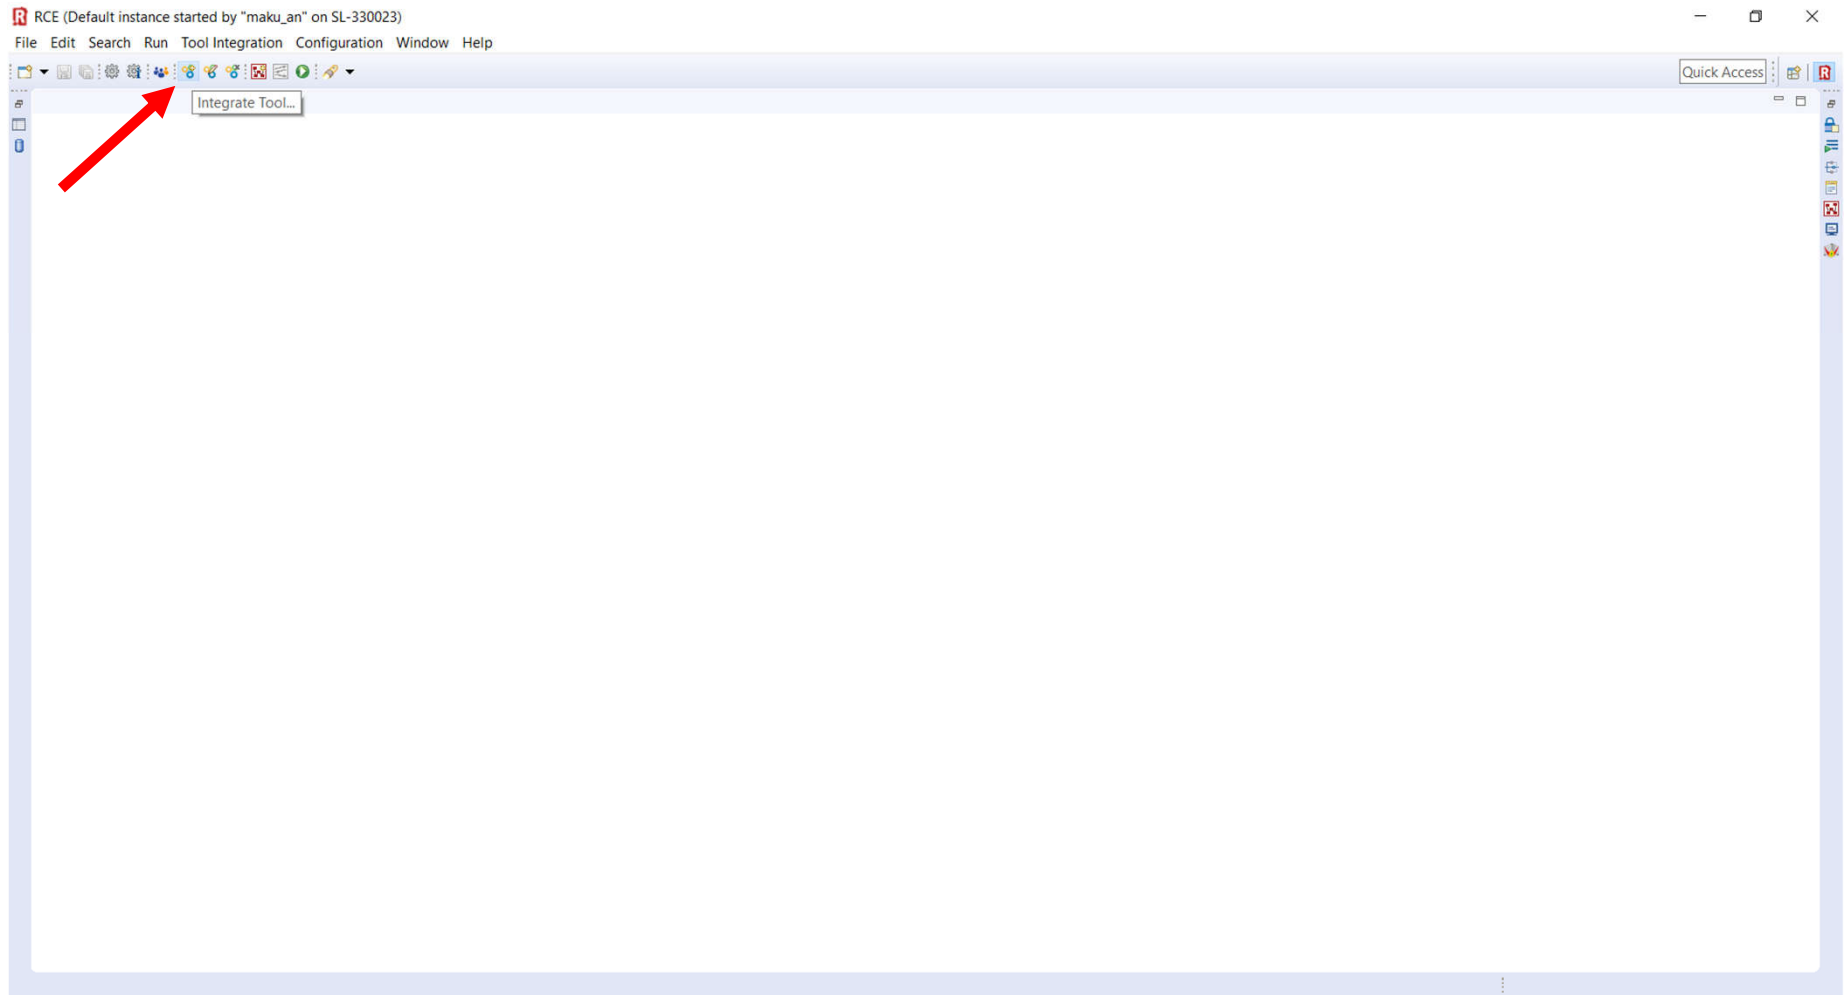 RCE (Default instance started by "maku_an" on SL-330023)
File Edit Search Run Tool Integration Configuration Window Help
Quick Access
Integrate Tool...